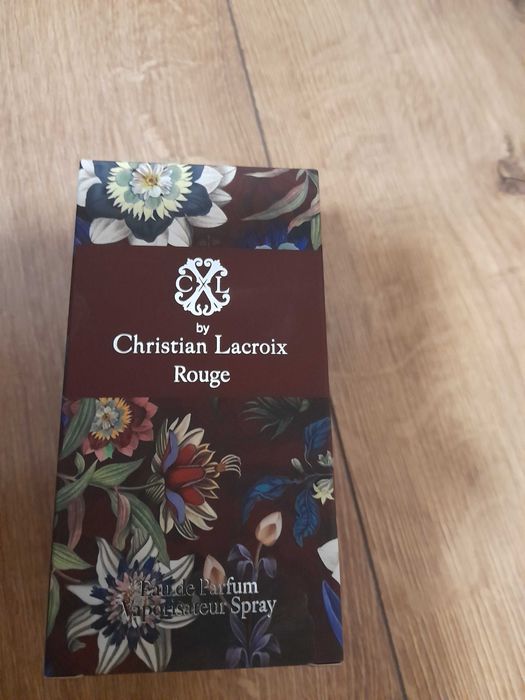 CXL
by
Christian Lacroix
Rouge
Eau de Parfum
Vaporisateur Spray